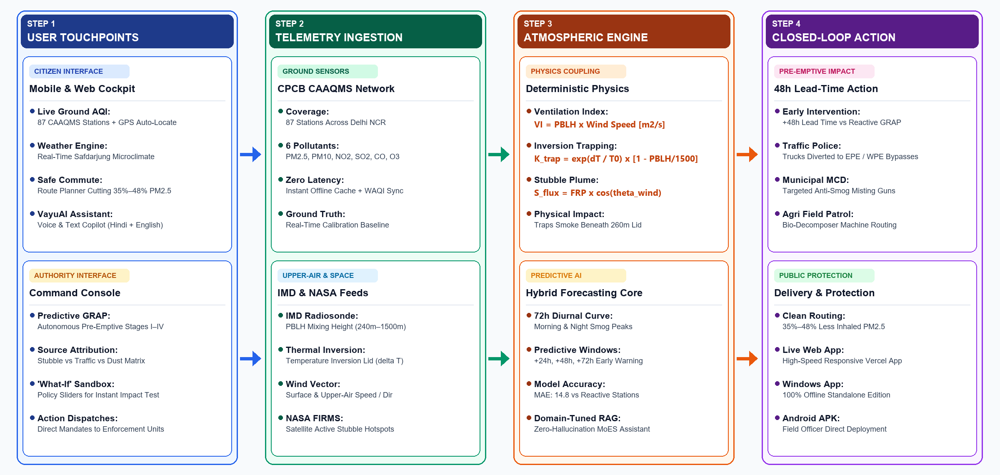 STEP 1
USER TOUCHPOINTS
CITIZEN INTERFACE
Mobile & Web Cockpit
Live Ground AQI:
87 CAAQMS Stations + GPS Auto-Locate
Weather Engine:
Real-Time Safdarjung Microclimate
Safe Commute:
Route Planner Cutting 35%–48% PM2.5
VayuAI Assistant:
Voice & Text Copilot (Hindi + English)
AUTHORITY INTERFACE
Command Console
Predictive GRAP:
Autonomous Pre-Emptive Stages I–IV
Source Attribution:
Stubble vs Traffic vs Dust Matrix
'What-If' Sandbox:
Policy Sliders for Instant Impact Test
Action Dispatches:
Direct Mandates to Enforcement Units
STEP 2
TELEMETRY INGESTION
GROUND SENSORS
CPCB CAAQMS Network
Coverage:
87 Stations Across Delhi NCR
6 Pollutants:
PM2.5, PM10, NO2, SO2, CO, O3
Zero Latency:
Instant Offline Cache + WAQI Sync
Ground Truth:
Real-Time Calibration Baseline
UPPER-AIR & SPACE
IMD & NASA Feeds
IMD Radiosonde:
PBLH Mixing Height (240m–1500m)
Thermal Inversion:
Temperature Inversion Lid (delta T)
Wind Vector:
Surface & Upper-Air Speed / Dir
NASA FIRMS:
Satellite Active Stubble Hotspots
STEP 3
ATMOSPHERIC ENGINE
PHYSICS COUPLING
Deterministic Physics
Ventilation Index:
VI = PBLH x Wind Speed [m2/s]
Inversion Trapping:
K_trap = exp(dT / T0) x [1 - PBLH/1500]
Stubble Plume:
S_flux = FRP x cos(theta_wind)
Physical Impact:
Traps Smoke Beneath 260m Lid
PREDICTIVE AI
Hybrid Forecasting Core
72h Diurnal Curve:
Morning & Night Smog Peaks
Predictive Windows:
+24h, +48h, +72h Early Warning
Model Accuracy:
MAE: 14.8 vs Reactive Stations
Domain-Tuned RAG:
Zero-Hallucination MoES Assistant
STEP 4
CLOSED-LOOP ACTION
PRE-EMPTIVE IMPACT
48h Lead-Time Action
Early Intervention:
+48h Lead Time vs Reactive GRAP
Traffic Police:
Trucks Diverted to EPE / WPE Bypasses
Municipal MCD:
Targeted Anti-Smog Misting Guns
Agri Field Patrol:
Bio-Decomposer Machine Routing
PUBLIC PROTECTION
Delivery & Protection
Clean Routing:
35%–48% Less Inhaled PM2.5
Live Web App:
High-Speed Responsive Vercel App
Windows App:
100% Offline Standalone Edition
Android APK:
Field Officer Direct Deployment